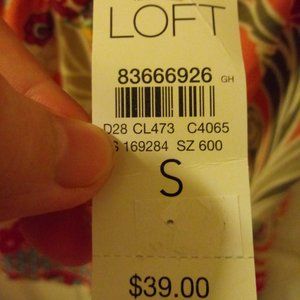 LOFT
83666926 GH
D28 CL473 C4065
169284 SZ 600
S
$39.00